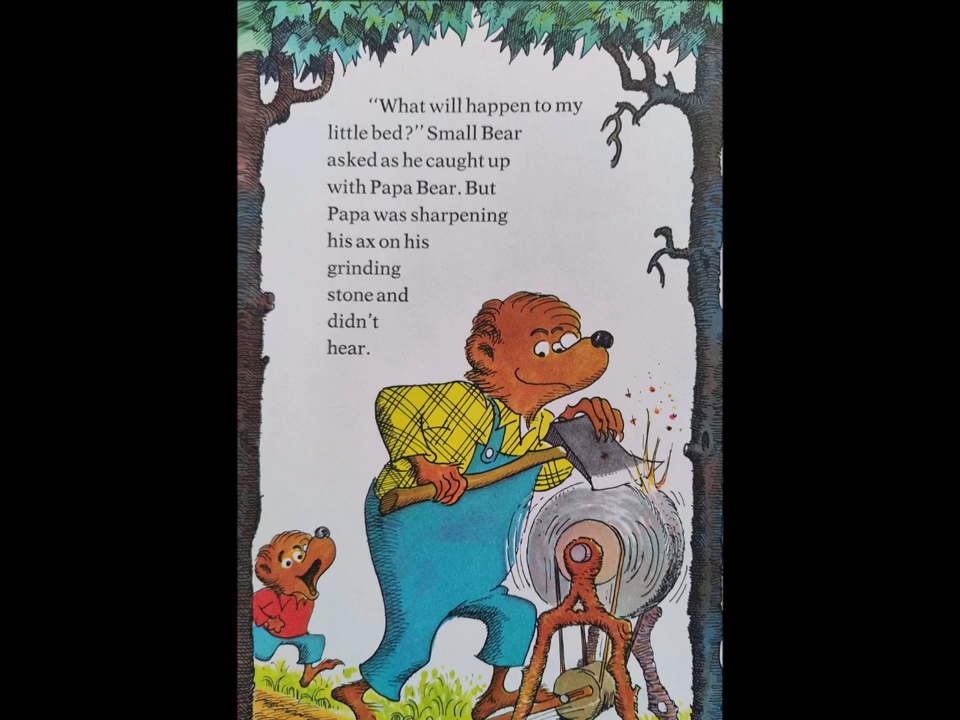 “What will happen to my
little bed?” Small Bear
asked as he caught up
with Papa Bear. But
Papa was sharpening
his ax on his
grinding
stone and
didn’t
hear.